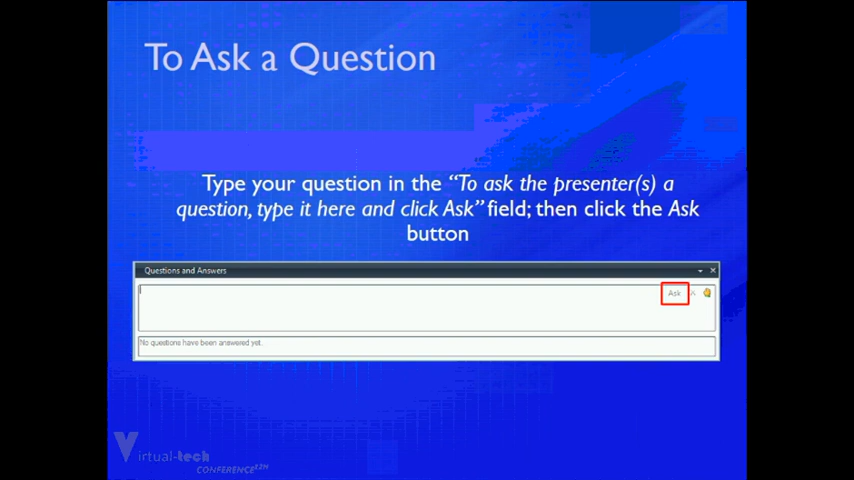 To Ask a Question
Type your question in the “To ask the presenter(s) a
question, type it here and click Ask” field; then click the Ask
button
Questions and Answers
Ask
No questions have been answered yet.
Virtual-tech
CONFERENCE